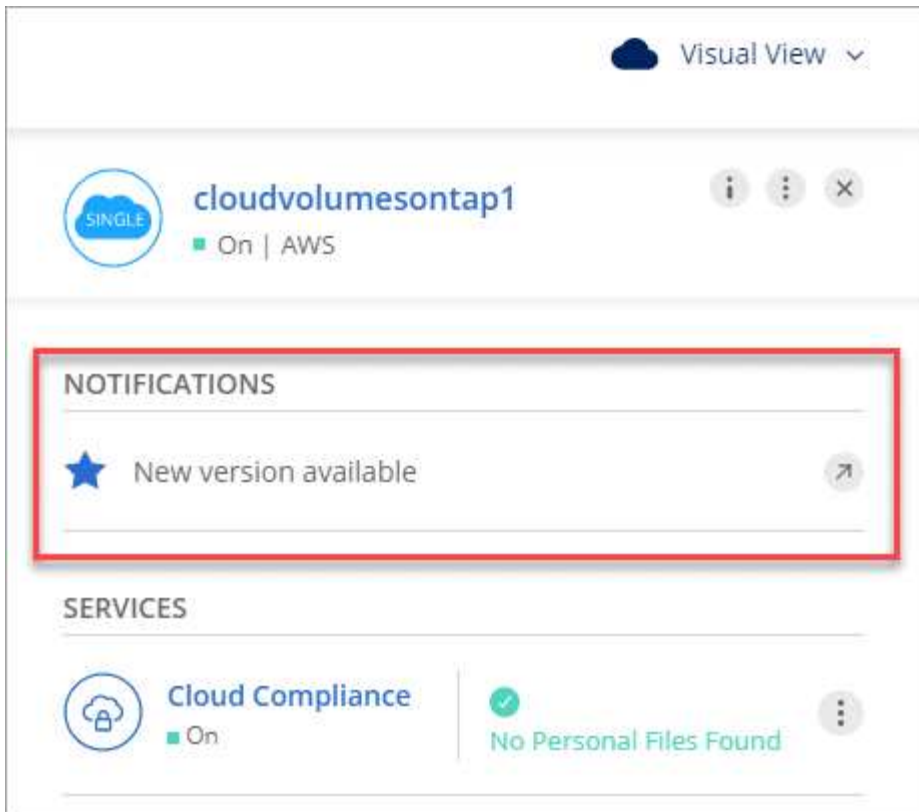 Visual View
SINGLE
cloudvolumesontap1
On | AWS
NOTIFICATIONS
New version available
SERVICES
Cloud Compliance
On
No Personal Files Found